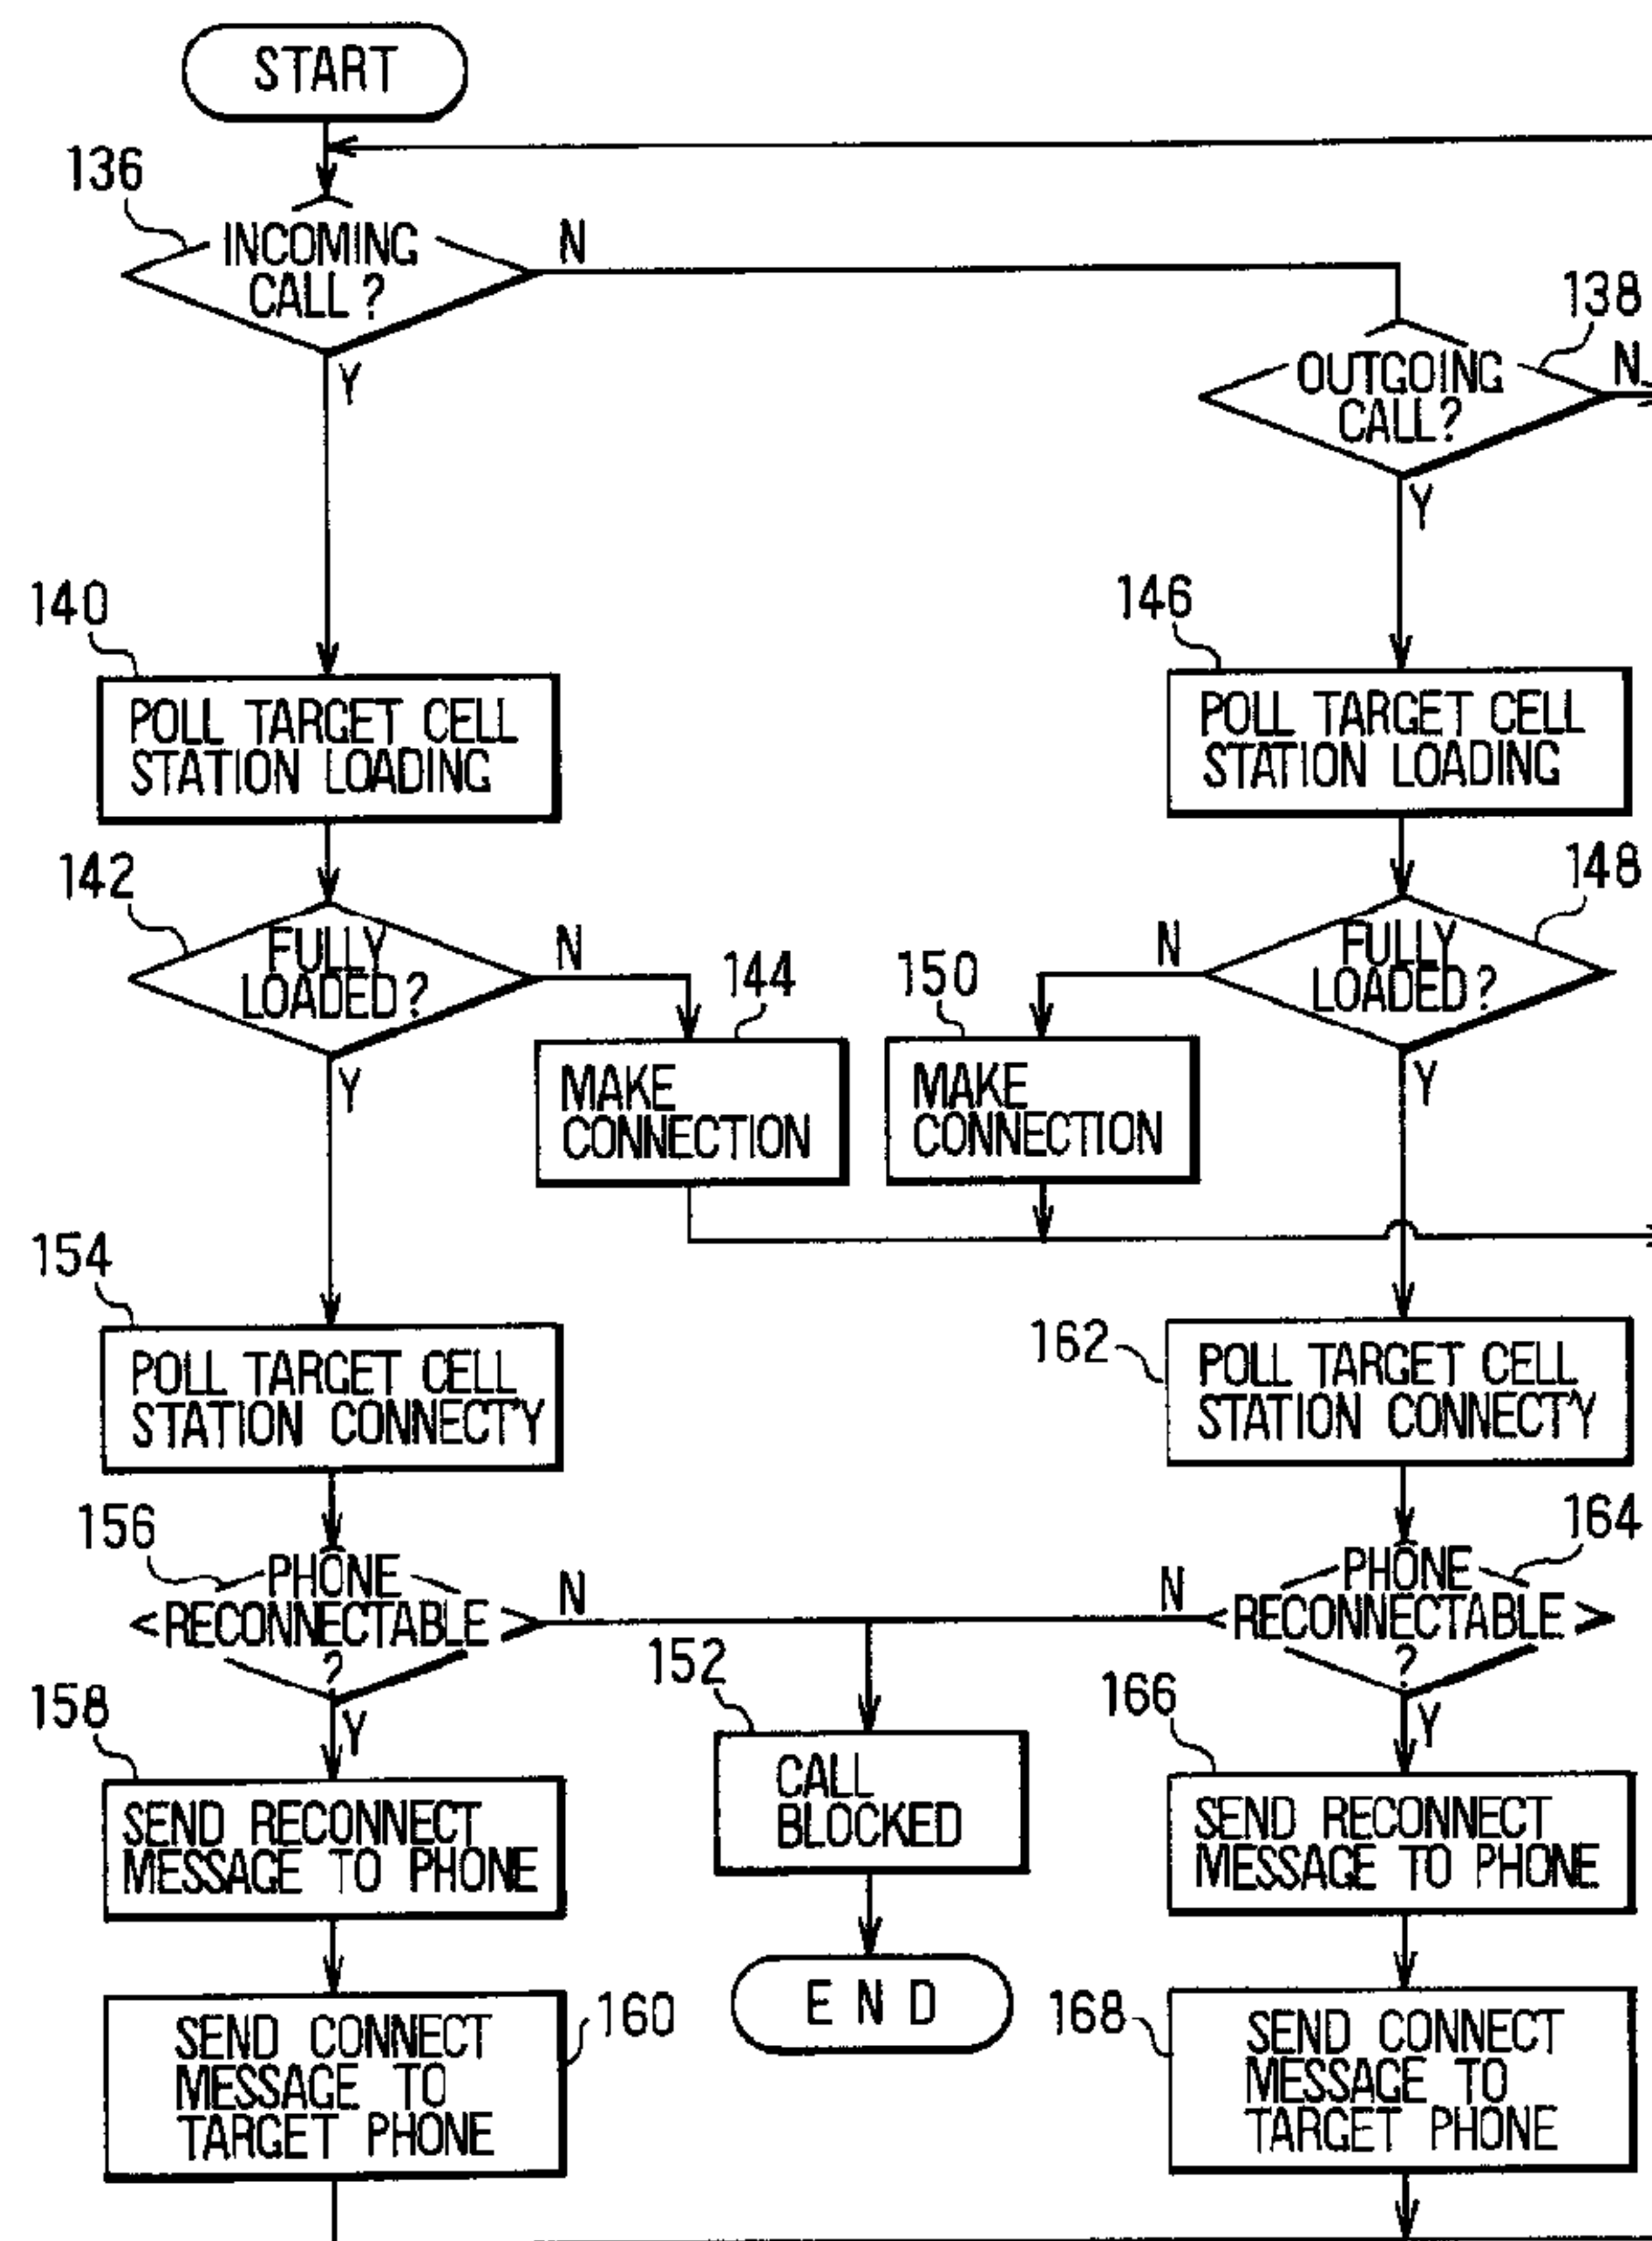 START
136
INCOMING
CALL?
N
Y
138
OUTGOING
CALL?
N
Y
140
POLL TARGET CELL
STATION LOADING
146
POLL TARGET CELL
STATION LOADING
142
FULLY
LOADED?
N
Y
144
MAKE
CONNECTION
150
MAKE
CONNECTION
148
FULLY
LOADED?
N
Y
154
POLL TARGET CELL
STATION CONNECT'Y
162
POLL TARGET CELL
STATION CONNECT'Y
156
PHONE
RECONNECTABLE
?
N
Y
152
CALL
BLOCKED
164
PHONE
RECONNECTABLE
?
N
Y
158
SEND RECONNECT
MESSAGE TO PHONE
166
SEND RECONNECT
MESSAGE TO PHONE
END
160
SEND CONNECT
MESSAGE TO
TARGET PHONE
168
SEND CONNECT
MESSAGE TO
TARGET PHONE